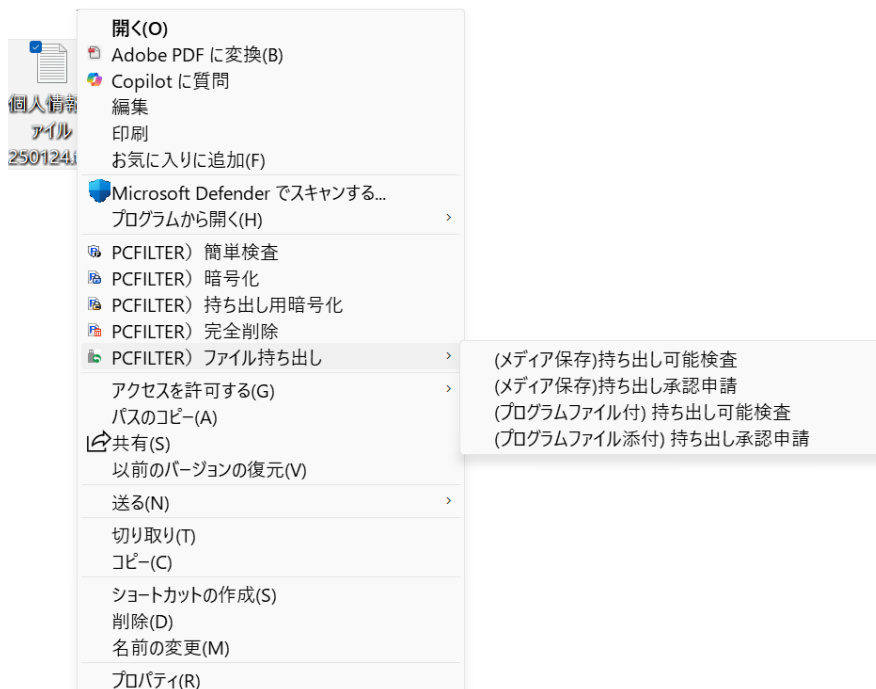 個人情報
ァイル
250124.
開く(O)
Adobe PDF に変換(B)
Copilot に質問
編集
印刷
お気に入りに追加(F)
Microsoft Defender でスキャンする...
プログラムから開く(H)
PCFILTER）簡単検査
PCFILTER）暗号化
PCFILTER）持ち出し用暗号化
PCFILTER）完全削除
PCFILTER）ファイル持ち出し
(メディア保存)持ち出し可能検査
(メディア保存)持ち出し承認申請
(プログラムファイル付) 持ち出し可能検査
(プログラムファイル添付) 持ち出し承認申請
アクセスを許可する(G)
パスのコピー(A)
共有(S)
以前のバージョンの復元(V)
送る(N)
切り取り(T)
コピー(C)
ショートカットの作成(S)
削除(D)
名前の変更(M)
プロパティ(R)